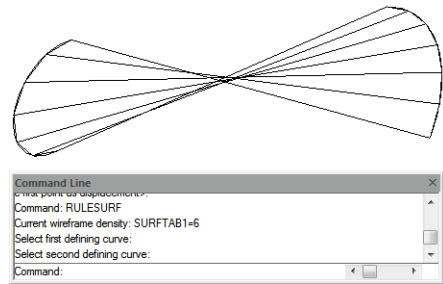 Command Line
Command: RULESURF
Current wireframe density: SURFTAB1=6
Select first defining curve:
Select second defining curve:
Command: